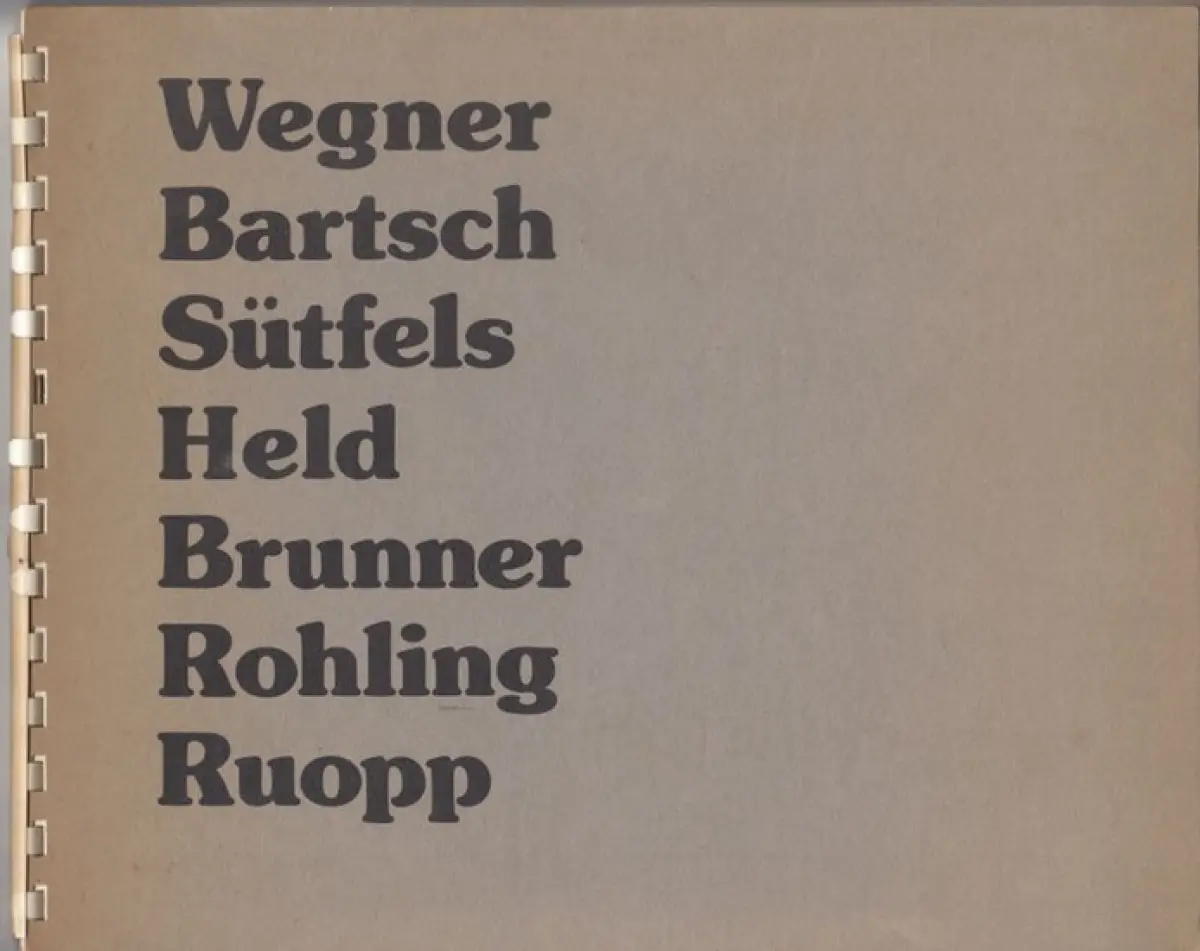 Wegner
Bartsch
Sütfels
Held
Brunner
Rohling
Ruopp